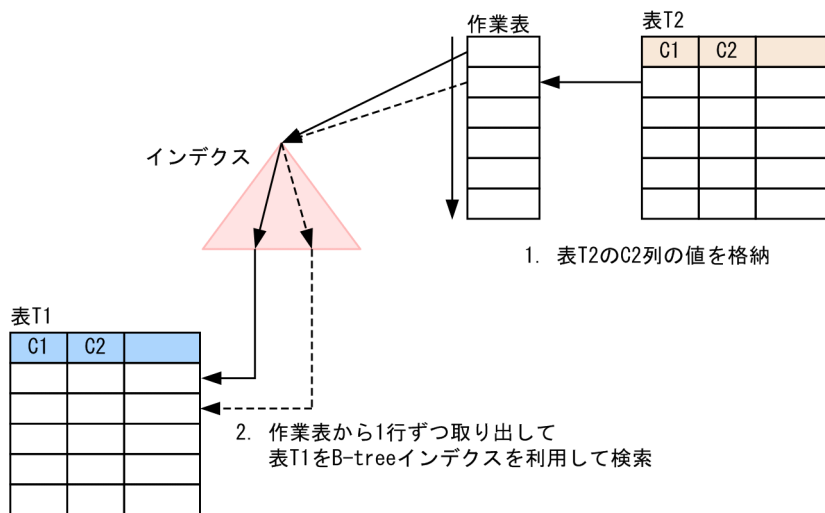 作業表
表T2
C1 C2
インデクス
1. 表T2のC2列の値を格納
表T1
C1 C2
2. 作業表から1行ずつ取り出して
表T1をB-treeインデクスを利用して検索